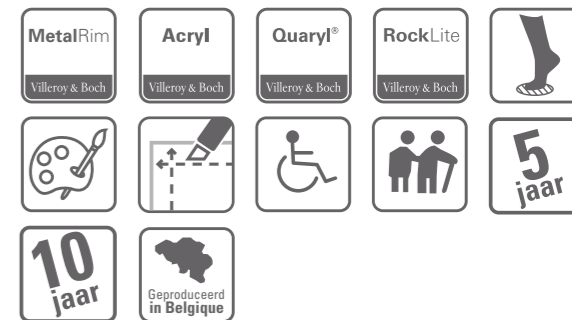 MetalRim
Villeroy & Boch
Acryl
Villeroy & Boch
Quaryl®
Villeroy & Boch
RockLite
Villeroy & Boch
5
jaar
10
jaar
Geproduceerd
in Belgique